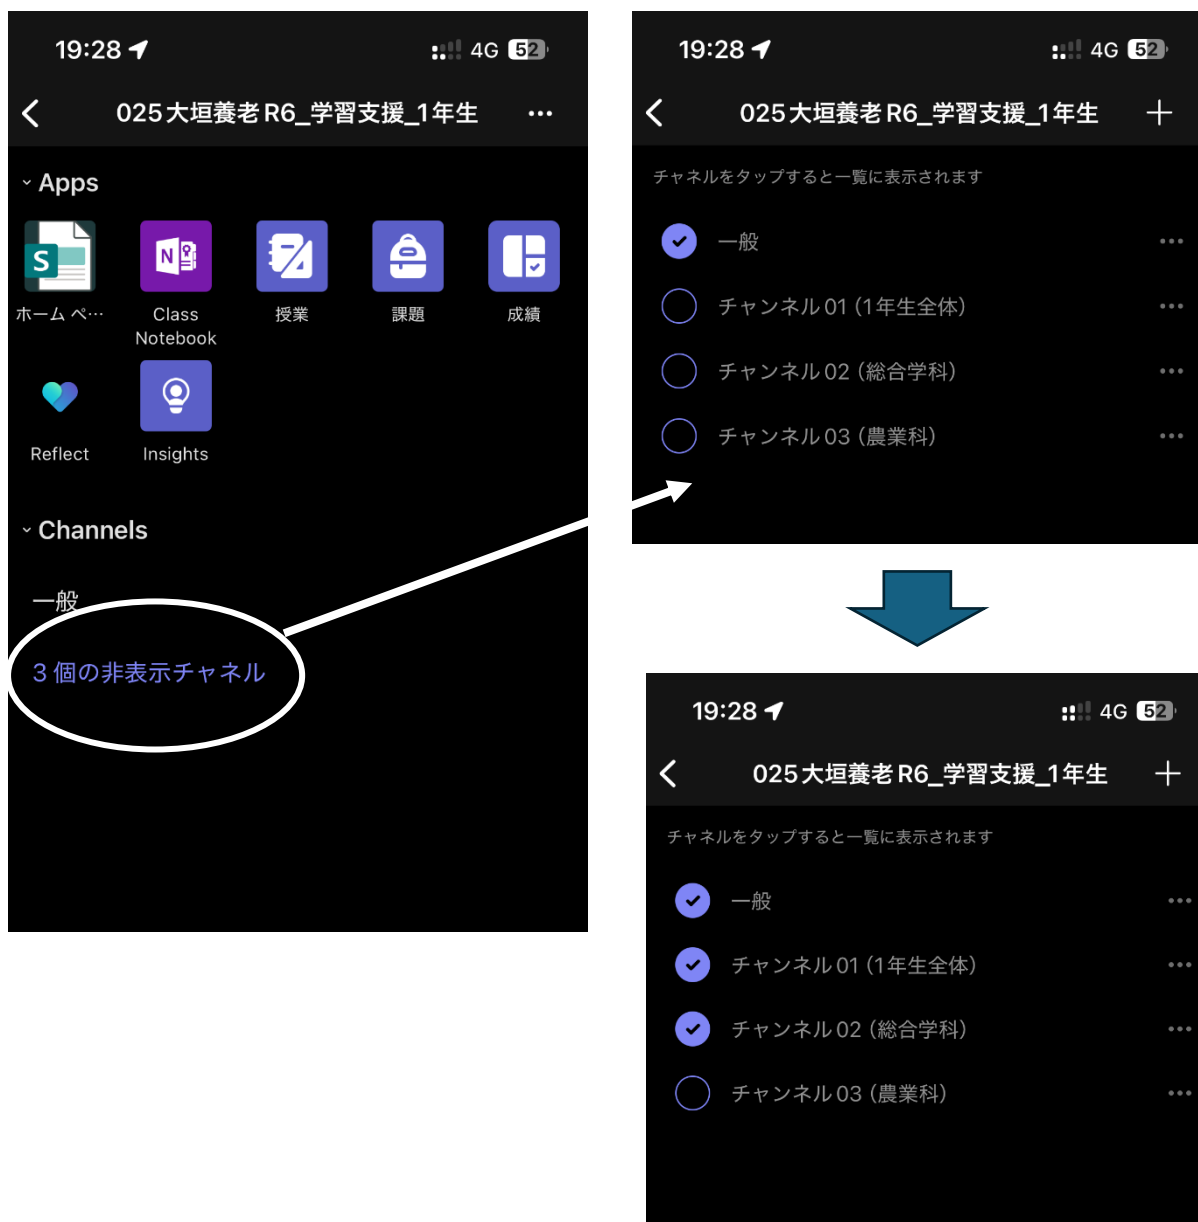 19:28
4G 52
025大垣養老R6_学習支援_1年生
Apps
S
N
ホーム ペ…
Class Notebook
授業
課題
成績
Reflect
Insights
Channels
一般
3 個の非表示チャネル
19:28
4G 52
025大垣養老R6_学習支援_1年生
チャネルをタップすると一覧に表示されます
一般
チャンネル01（1年生全体）
チャンネル02（総合学科）
チャンネル03（農業科）
19:28
4G 52
025大垣養老R6_学習支援_1年生
チャネルをタップすると一覧に表示されます
一般
チャンネル01（1年生全体）
チャンネル02（総合学科）
チャンネル03（農業科）